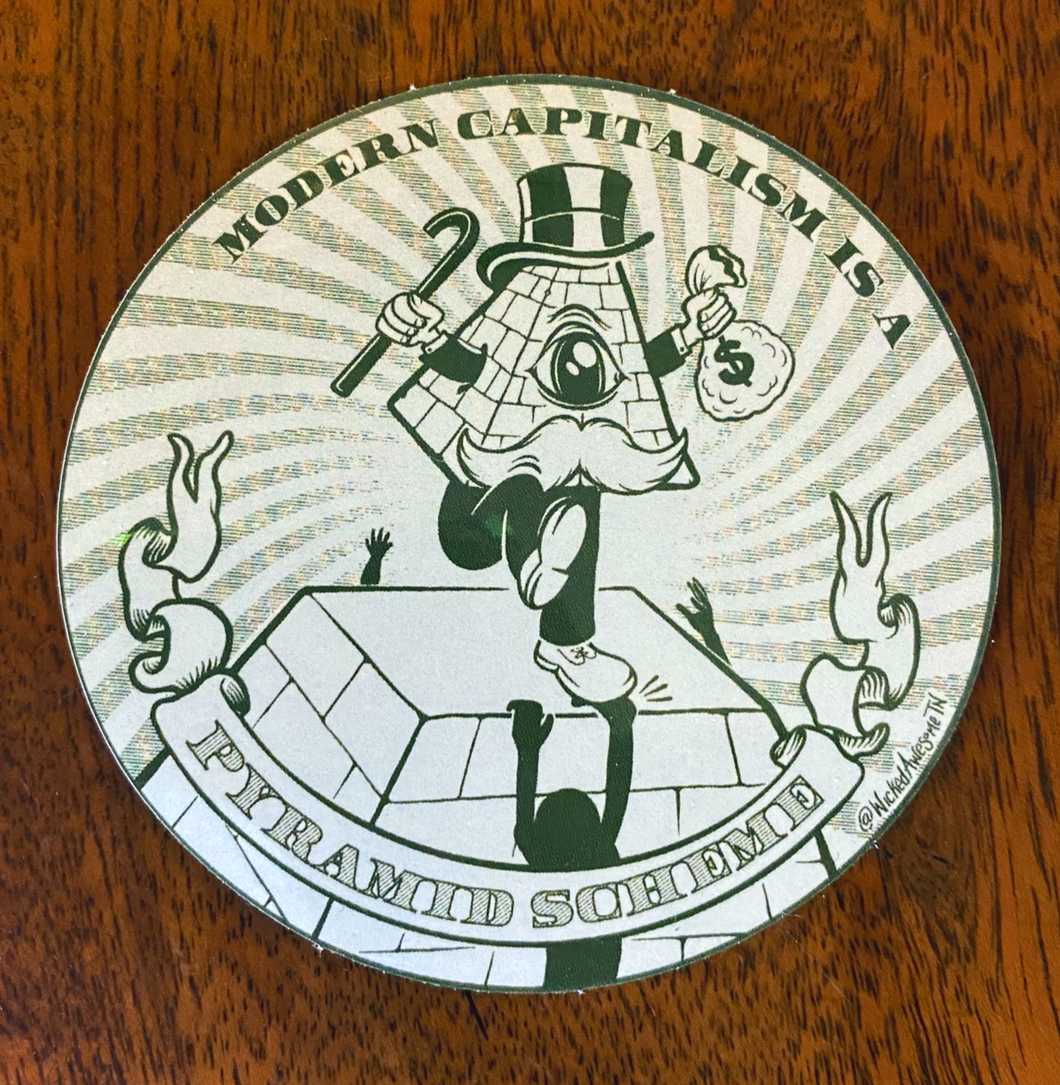 MODERN CAPITALISM IS A
$
PYRAMID SCHEME
@WickedAwesomeTN